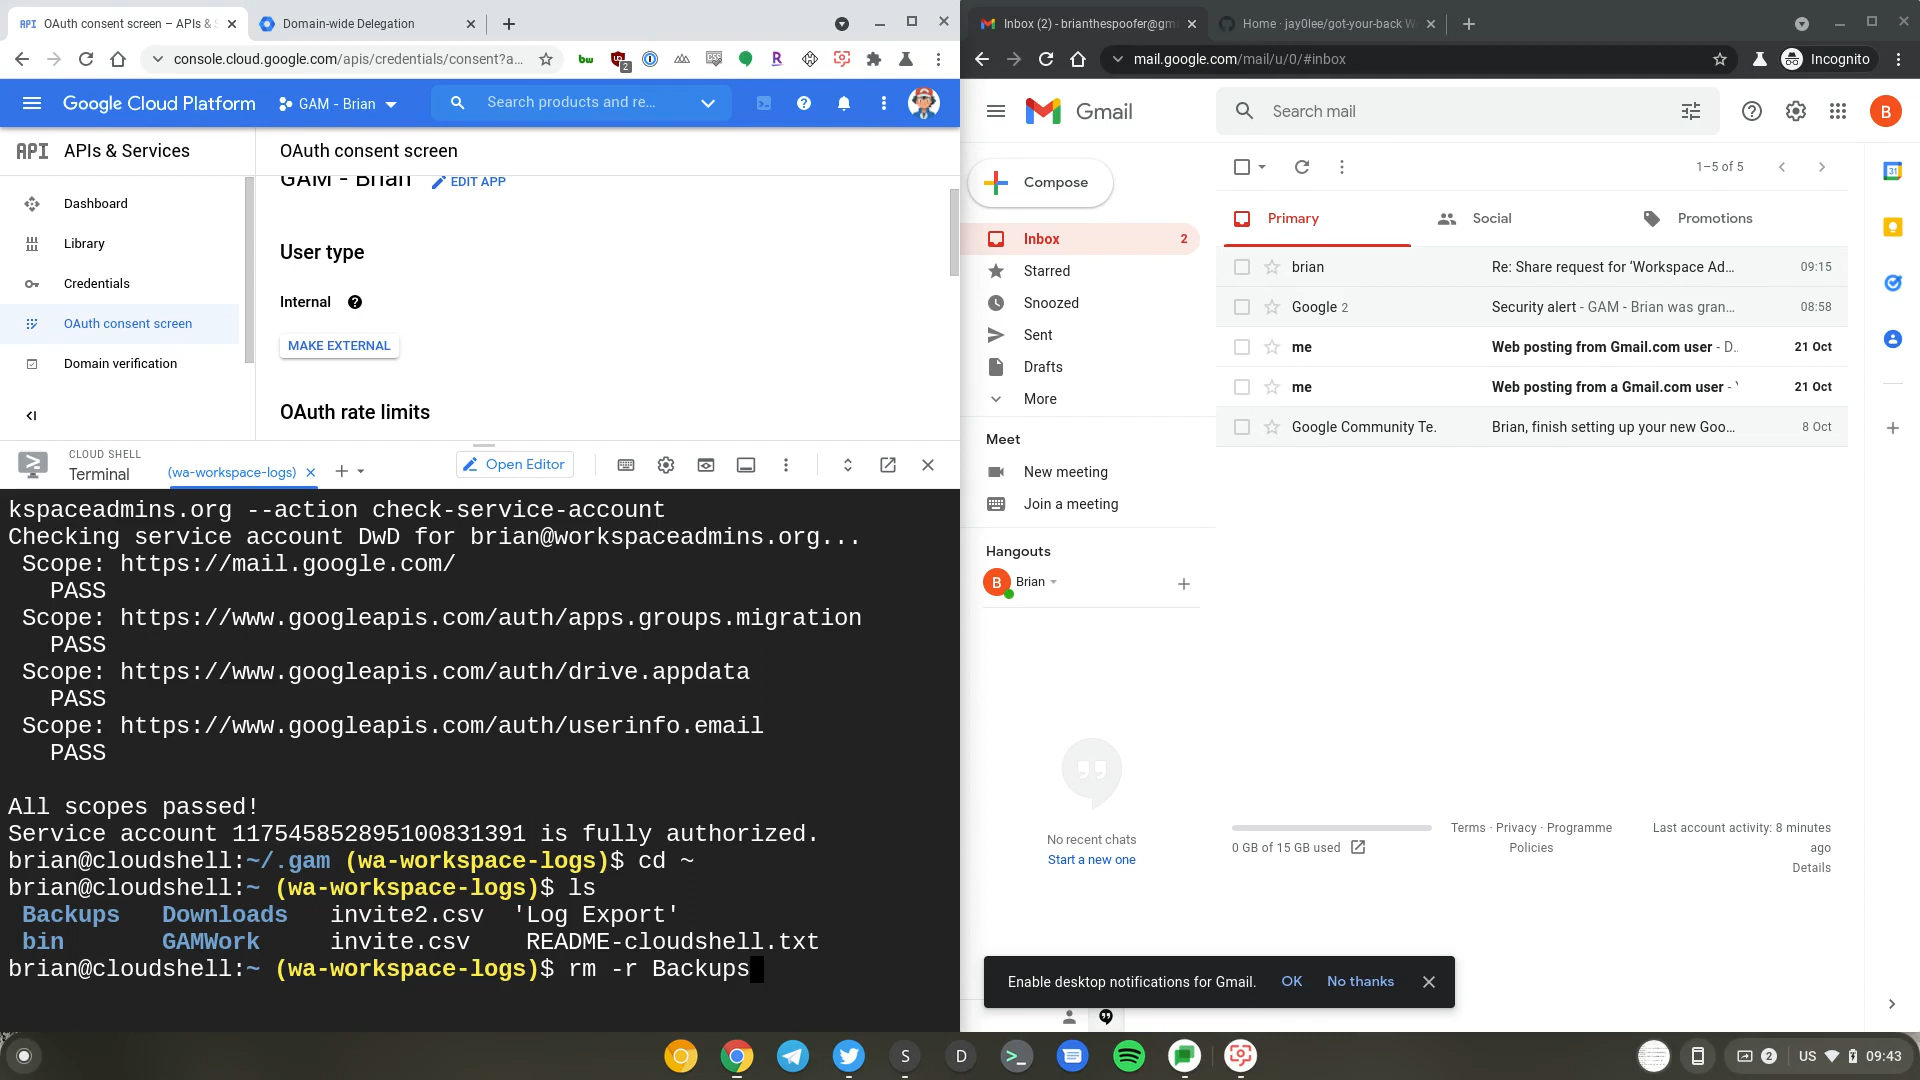 OAuth consent screen – APIs & S
Domain-wide Delegation
console.cloud.google.com/apis/credentials/consent?a...
Google Cloud Platform
GAM - Brian
Search products and re...
API APIs & Services
Dashboard
Library
Credentials
OAuth consent screen
Domain verification
OAuth consent screen
GAM - Brian
EDIT APP
User type
Internal
MAKE EXTERNAL
OAuth rate limits
CLOUD SHELL
Terminal
(wa-workspace-logs)
Open Editor
kspaceadmins.org --action check-service-account
Checking service account DwD for brian@workspaceadmins.org...
Scope: https://mail.google.com/
PASS
Scope: https://www.googleapis.com/auth/apps.groups.migration
PASS
Scope: https://www.googleapis.com/auth/drive.appdata
PASS
Scope: https://www.googleapis.com/auth/userinfo.email
PASS
All scopes passed!
Service account 117545852895100831391 is fully authorized.
brian@cloudshell:~/.gam (wa-workspace-logs)$ cd ~
brian@cloudshell:~ (wa-workspace-logs)$ ls
Backups Downloads invite2.csv 'Log Export'
bin GAMWork invite.csv README-cloudshell.txt
brian@cloudshell:~ (wa-workspace-logs)$ rm -r Backups
Inbox (2) - brianthespoofer@gm
Home · jay0lee/got-your-back W
mail.google.com/mail/u/0/#inbox
Incognito
Gmail
Search mail
B
Compose
1–5 of 5
Inbox 2
Starred
Snoozed
Sent
Drafts
More
Primary
Social
Promotions
brian Re: Share request for ‘Workspace Ad... 09:15
Google 2 Security alert - GAM - Brian was gran... 08:58
me Web posting from Gmail.com user - D.. 21 Oct
me Web posting from a Gmail.com user - 21 Oct
Google Community Te. Brian, finish setting up your new Goo... 8 Oct
31
Meet
New meeting
Join a meeting
Hangouts
B Brian
No recent chats
Start a new one
0 GB of 15 GB used
Terms · Privacy · Programme
Policies
Last account activity: 8 minutes
ago
Details
Enable desktop notifications for Gmail. OK No thanks
S
D
2
US
09:43